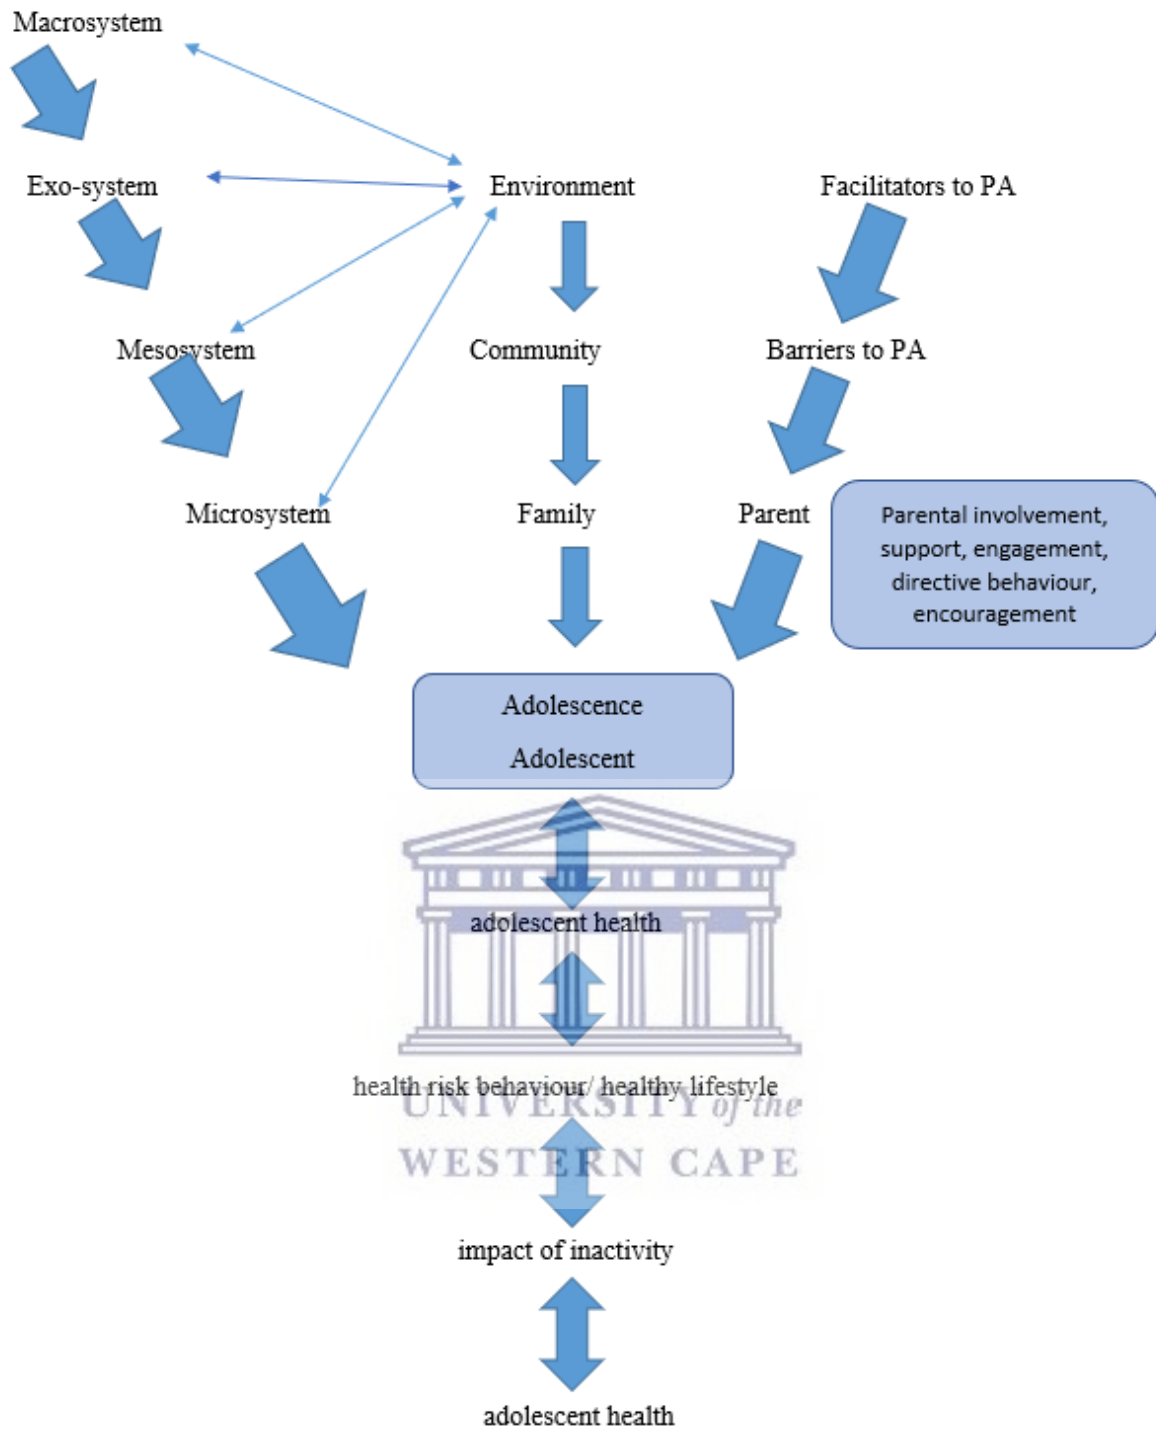 Macrosystem
Exo-system
Environment
Facilitators to PA
Mesosystem
Community
Barriers to PA
Microsystem
Family
Parent
Parental involvement,
support, engagement,
directive behaviour,
encouragement
Adolescence
Adolescent
adolescent health
health risk behaviour/ healthy lifestyle
UNIVERSITY of the
WESTERN CAPE
impact of inactivity
adolescent health